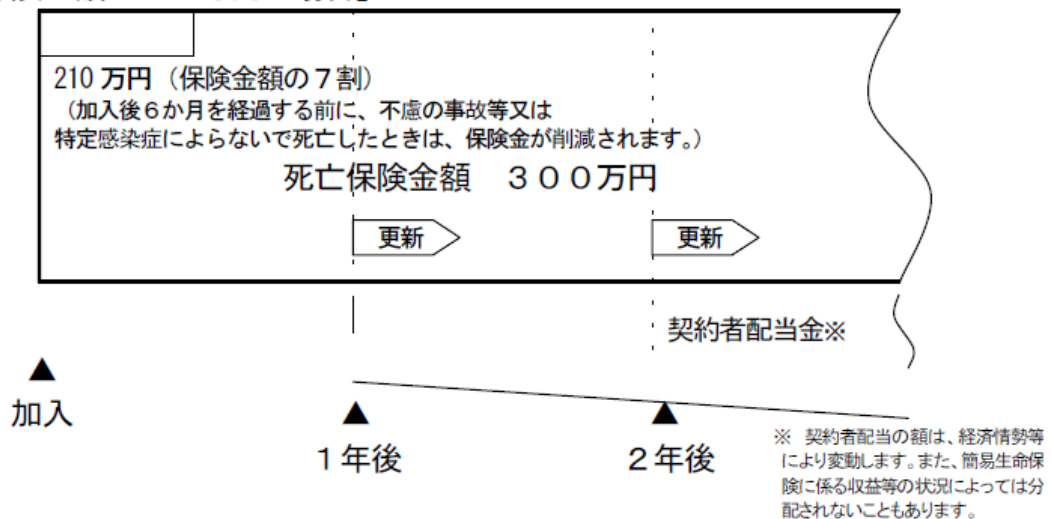 210 万円（保険金額の７割）
（加入後６か月を経過する前に、不慮の事故等又は
特定感染症によらないで死亡したときは、保険金が削減されます。）
死亡保険金額　３００万円
更新
更新
契約者配当金※
加入
１年後
２年後
※　契約者配当の額は、経済情勢等
により変動します。また、簡易生命保
険に係る収益等の状況によっては分
配されないこともあります。